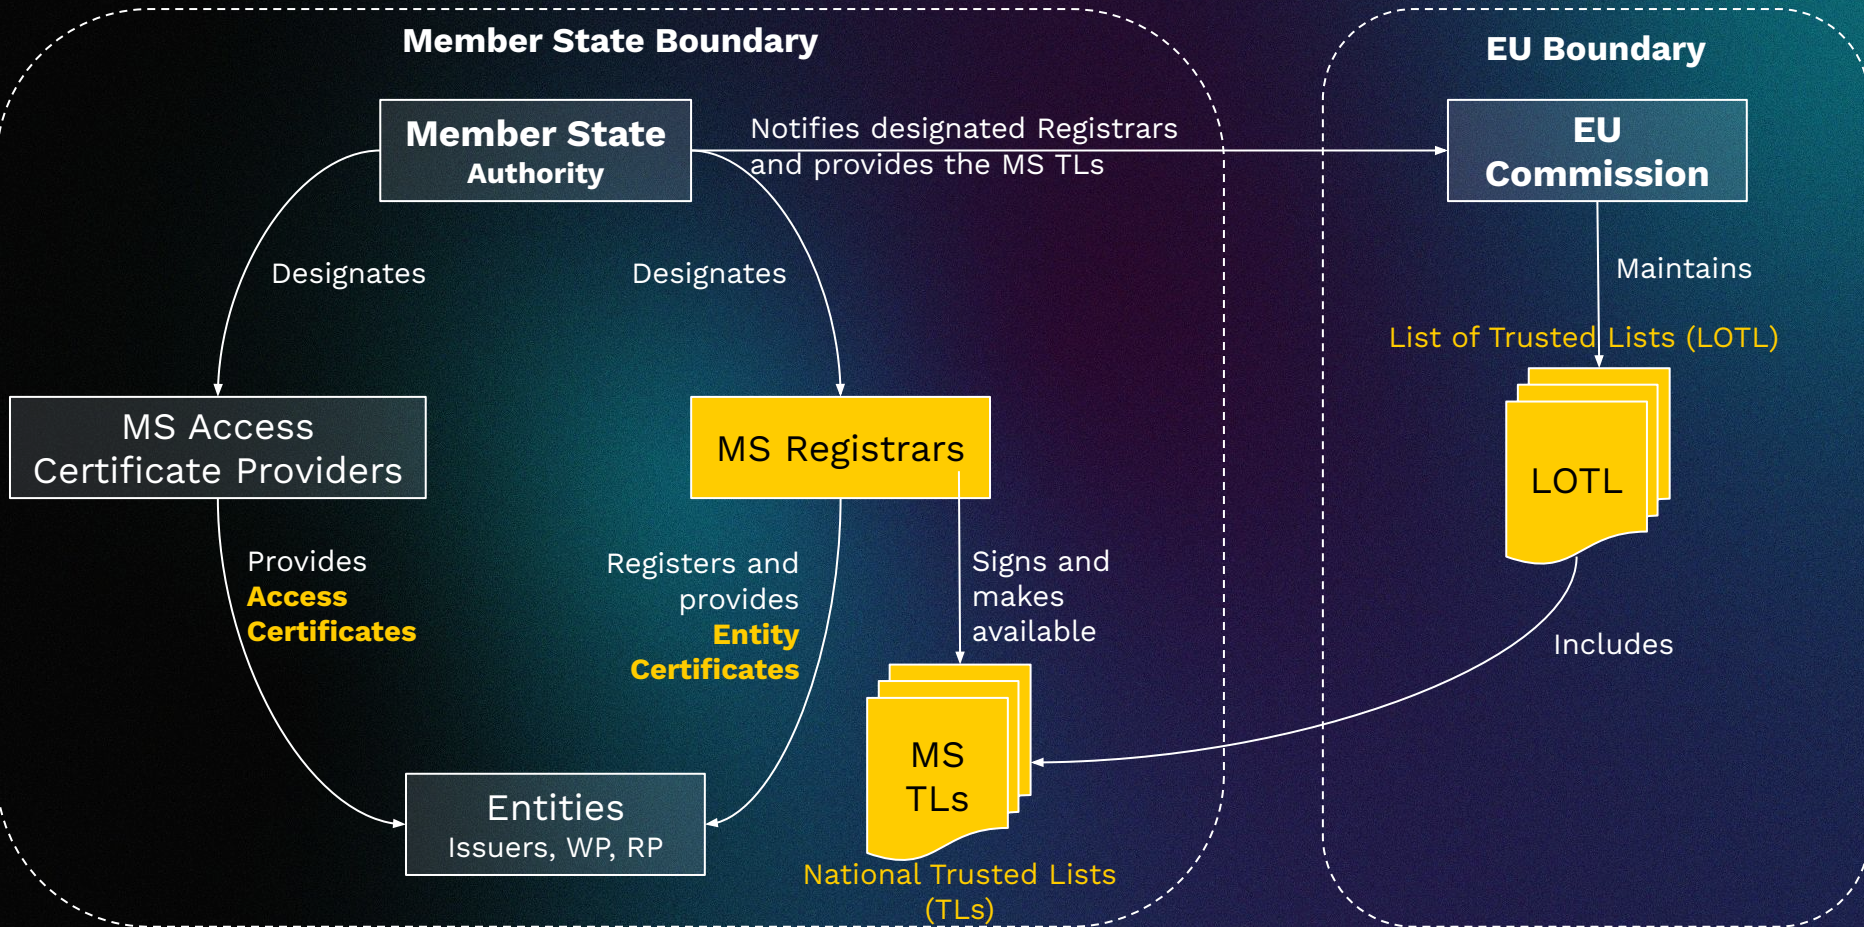 Member State Boundary
EU Boundary
Member State
Authority
Notifies designated Registrars
and provides the MS TLs
EU
Commission
Designates
Designates
Maintains
List of Trusted Lists (LOTL)
MS Access
Certificate Providers
MS Registrars
LOTL
Provides
Access
Certificates
Registers and
provides
Entity
Certificates
Signs and
makes
available
Includes
MS
TLs
Entities
Issuers, WP, RP
National Trusted Lists
(TLs)